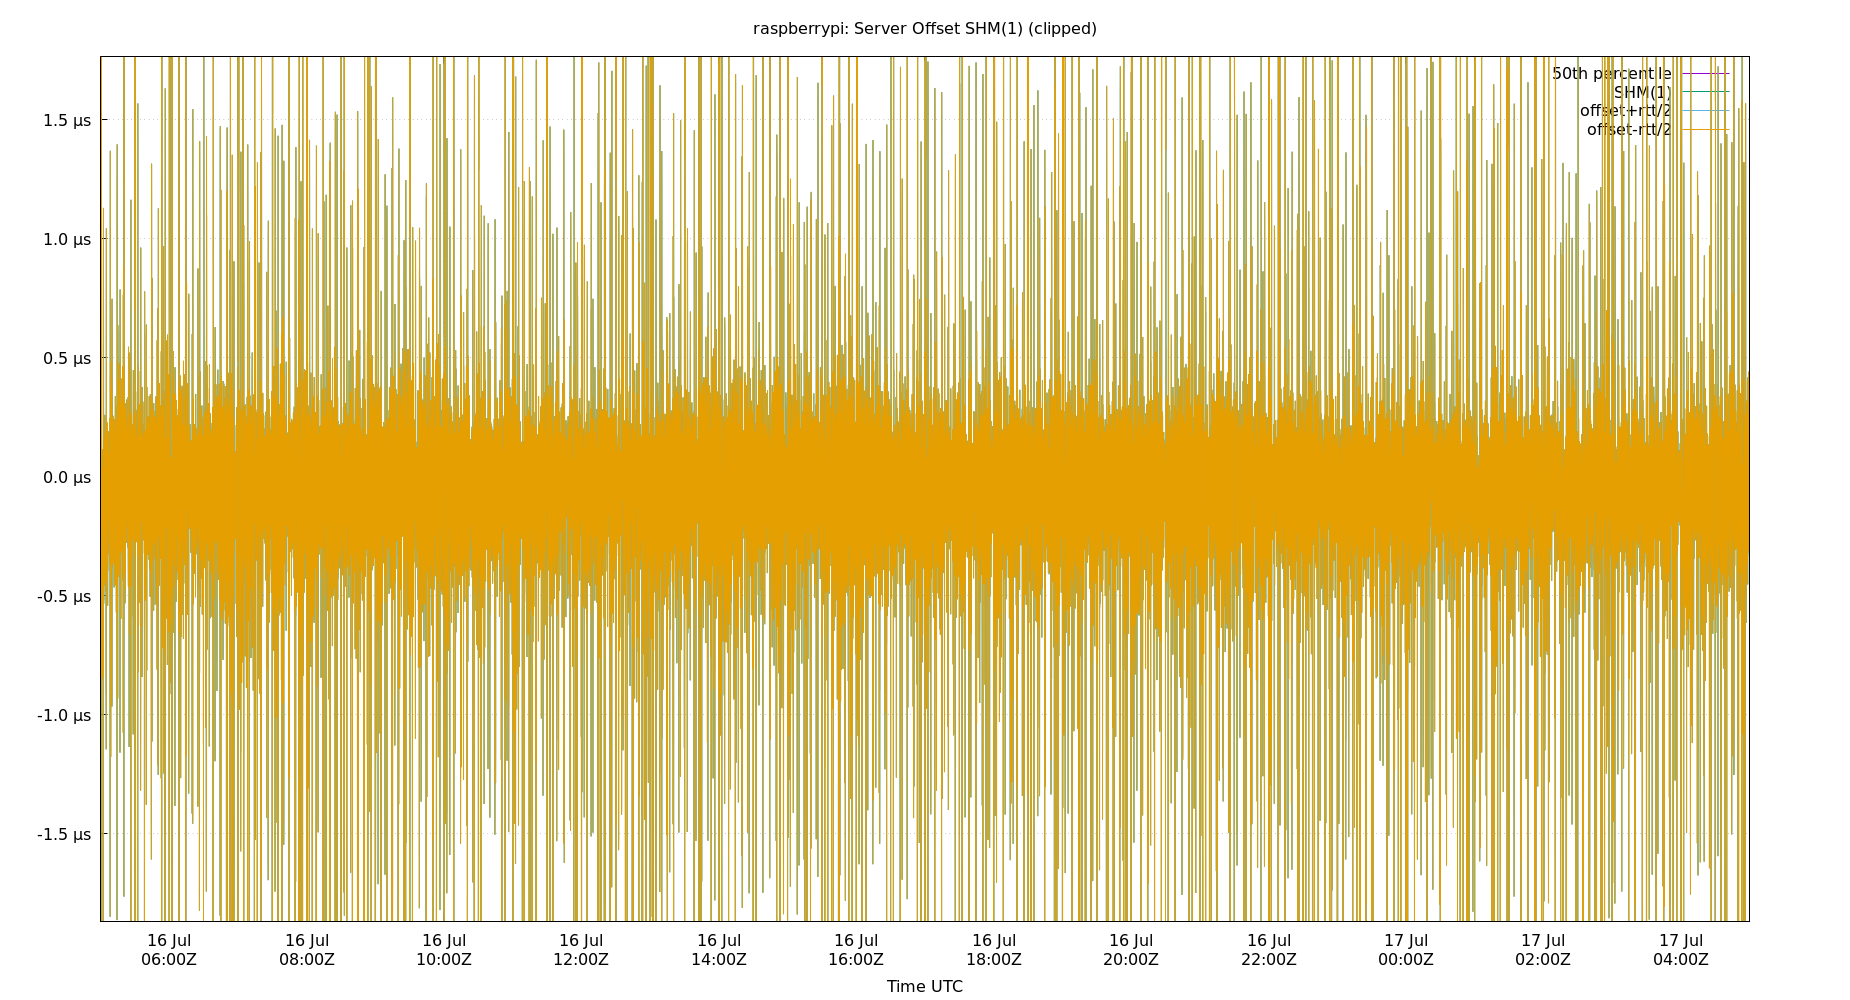 raspberrypi: Server Offset SHM(1) (clipped)
50th percentile
SHM(1)
offset+rtt/2
offset-rtt/2
1.5 µs
1.0 µs
0.5 µs
0.0 µs
-0.5 µs
-1.0 µs
-1.5 µs
16 Jul 16 Jul 16 Jul 16 Jul 16 Jul 16 Jul 16 Jul 16 Jul 16 Jul 17 Jul 17 Jul 17 Jul
06:00Z 08:00Z 10:00Z 12:00Z 14:00Z 16:00Z 18:00Z 20:00Z 22:00Z 00:00Z 02:00Z 04:00Z
Time UTC